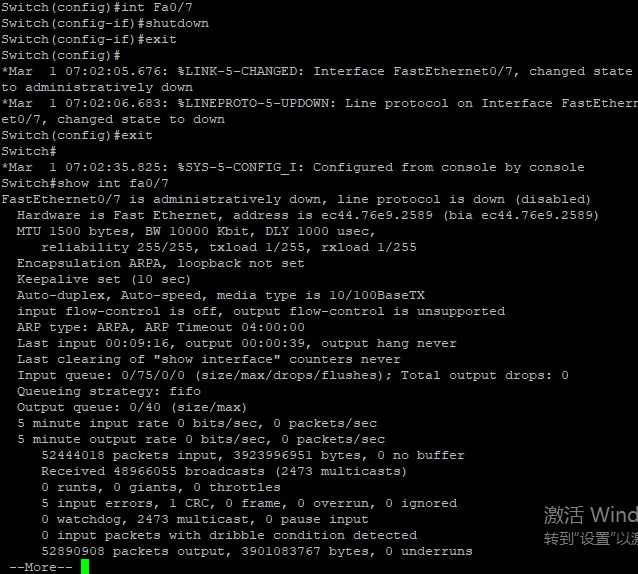 Switch(config)#int Fa0/7
Switch(config-if)#shutdown
Switch(config-if)#exit
Switch(config)#
*Mar  1 07:02:05.676: %LINK-5-CHANGED: Interface FastEthernet0/7, changed state
to administratively down
*Mar  1 07:02:06.683: %LINEPROTO-5-UPDOWN: Line protocol on Interface FastEthern
et0/7, changed state to down
Switch(config)#exit
Switch#
*Mar  1 07:02:35.825: %SYS-5-CONFIG_I: Configured from console by console
Switch#show int fa0/7
FastEthernet0/7 is administratively down, line protocol is down (disabled)
  Hardware is Fast Ethernet, address is ec44.76e9.2589 (bia ec44.76e9.2589)
  MTU 1500 bytes, BW 10000 Kbit, DLY 1000 usec,
     reliability 255/255, txload 1/255, rxload 1/255
  Encapsulation ARPA, loopback not set
  Keepalive set (10 sec)
  Auto-duplex, Auto-speed, media type is 10/100BaseTX
  input flow-control is off, output flow-control is unsupported
  ARP type: ARPA, ARP Timeout 04:00:00
  Last input 00:09:16, output 00:00:39, output hang never
  Last clearing of "show interface" counters never
  Input queue: 0/75/0/0 (size/max/drops/flushes); Total output drops: 0
  Queueing strategy: fifo
  Output queue: 0/40 (size/max)
  5 minute input rate 0 bits/sec, 0 packets/sec
  5 minute output rate 0 bits/sec, 0 packets/sec
     52444018 packets input, 3923996951 bytes, 0 no buffer
     Received 48966055 broadcasts (2473 multicasts)
     0 runts, 0 giants, 0 throttles
     5 input errors, 1 CRC, 0 frame, 0 overrun, 0 ignored
     0 watchdog, 2473 multicast, 0 pause input
     0 input packets with dribble condition detected
     52890908 packets output, 3901083767 bytes, 0 underruns
 --More--
激活 Wind
转到"设置"以激